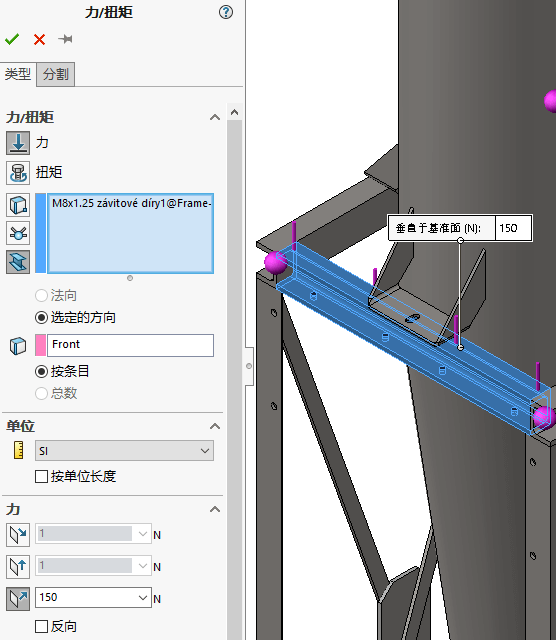 力/扭矩
类型 分割
力/扭矩
力
扭矩
M8x1.25 závitové díry1@Frame-
法向
选定的方向
Front
按条目
总数
单位
SI
按单位长度
力
1 N
1 N
150 N
反向
垂直于基准面 (N): 150